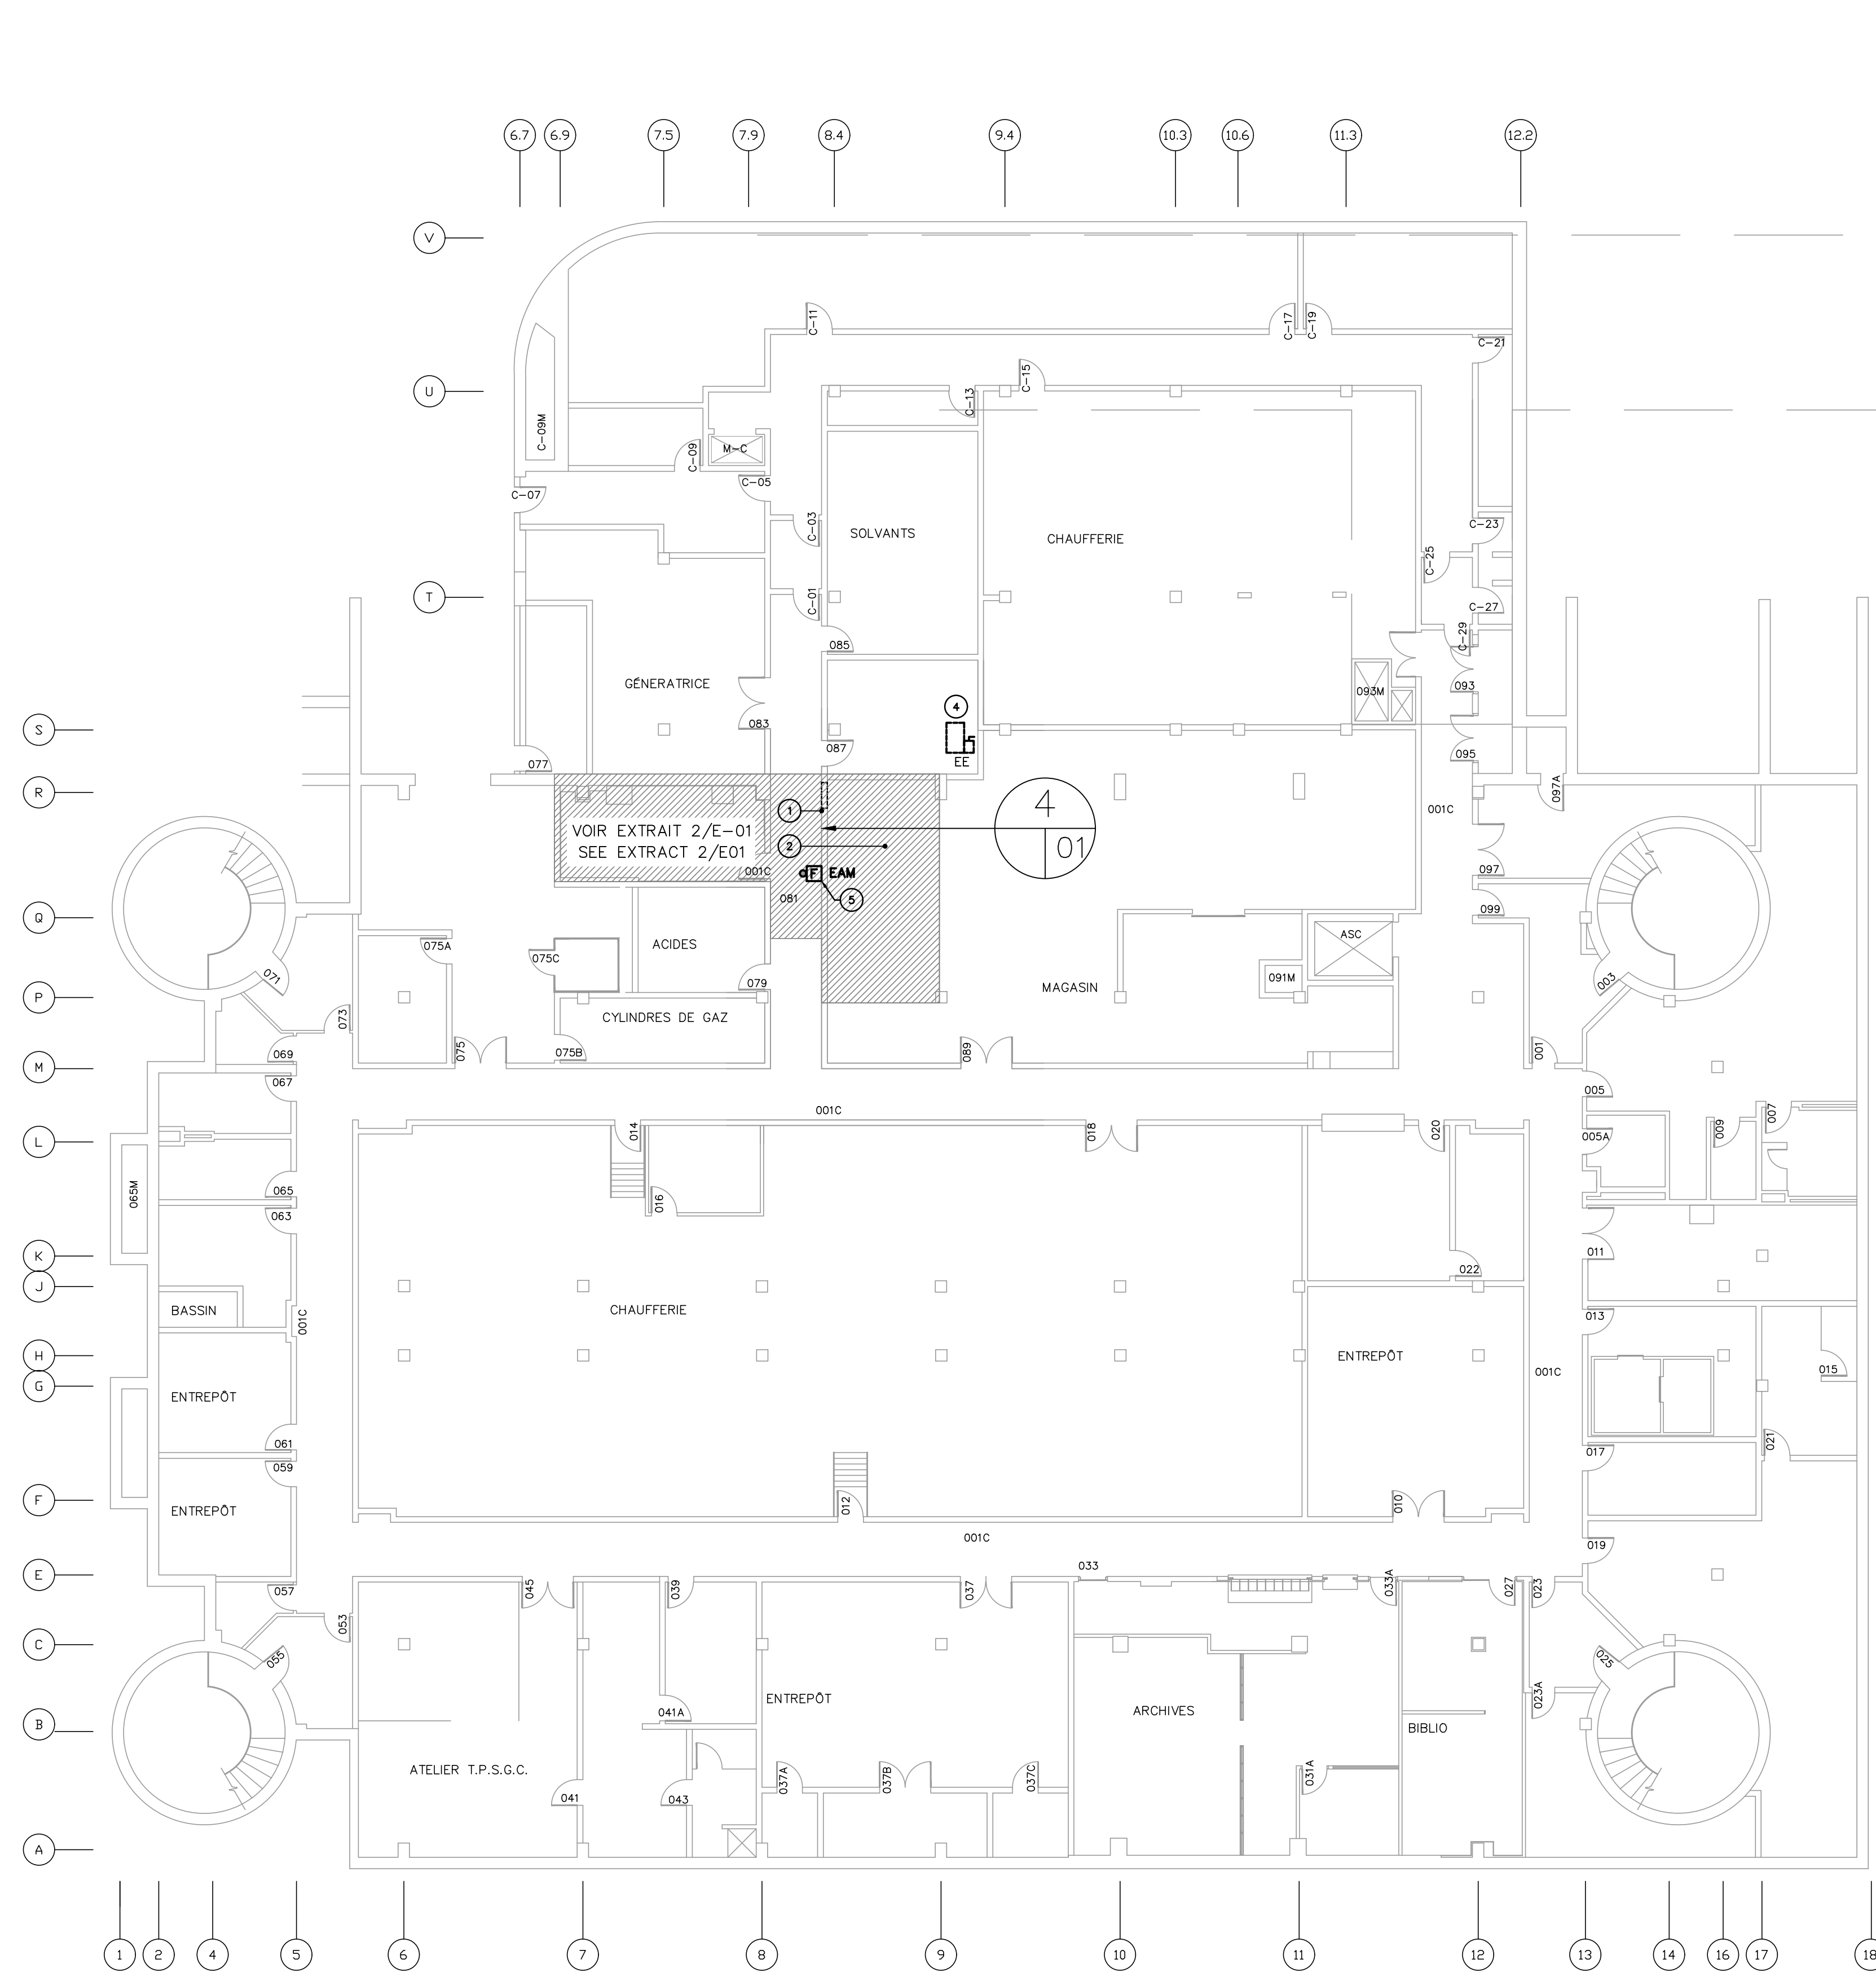 6.7 6.9 7.5 7.9 8.4 9.4 10.3 10.6 11.3 12.2
V
C-11 C-17 C-19
C-21
U
C-15
C-13
C-09M
C-09
M-C
C-05
C-07
C-03
C-23
SOLVANTS
CHAUFFERIE
C-25
T
C-01
C-27
C-29
085
GÉNERATRICE
093M
093
4
S
083
087
095
EE
077
R
097A
4
1
001C
VOIR EXTRAIT 2/E-01
SEE EXTRACT 2/E01
2
01
001C
F EAM
097
081
5
099
Q
ASC
075A
ACIDES
075C
071
091M
079
003
P
MAGASIN
CYLINDRES DE GAZ
073
075
075B
089
001
069
M
067
005
001C
007
014
018
020
009
005A
L
065M
065
016
063
K
011
022
J
BASSIN
CHAUFFERIE
001C
013
H
ENTREPÔT
G
015
001C
ENTREPÔT
061
021
017
059
F
012
010
ENTREPÔT
001C
019
E
033
057
045
039
037
033A
027
023
053
C
055
025
ENTREPÔT
023A
041A
ARCHIVES
B
BIBLIO
ATELIER T.P.S.G.C.
037A
037B
037C
031A
041
043
A
1 2 4 5 6 7 8 9 10 11 12 13 14 16 17 18